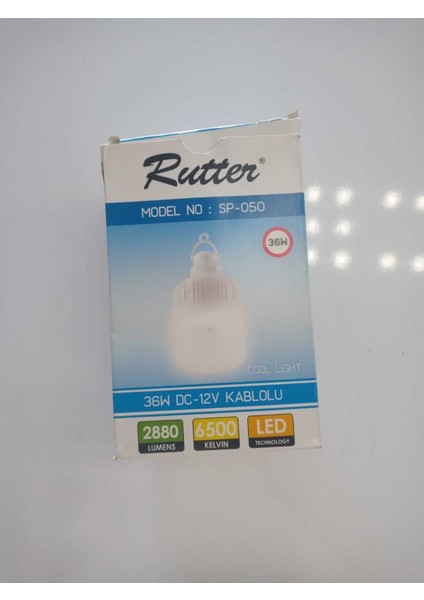 Rutter®
MODEL NO : SP-050
36W
COOL LIGHT
36W DC-12V KABLOLU
2880
LUMENS
6500
KELVIN
LED
TECHNOLOGY